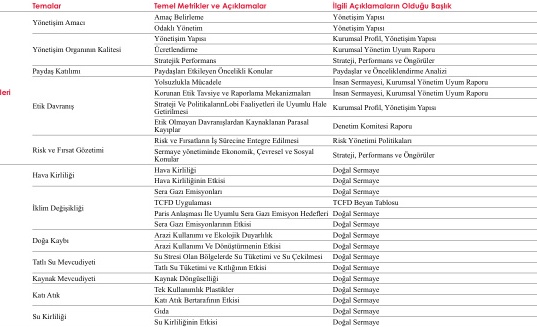 Temalar Temel Metrikler ve Açıklamalar İlgili Açıklamaların Olduğu Başlık
Yönetişim Amacı
Amaç Belirleme Yönetişim Yapısı
Odaklı Yönetim Yönetişim Yapısı
Yönetişim Organının Kalitesi
Yönetişim Yapısı Kurumsal Profil, Yönetişim Yapısı
Ücretlendirme Kurumsal Yönetim Uyum Raporu
Stratejik Performans Strateji, Performans ve Öngörüler
Paydaş Katılımı Paydaşları Etkileyen Öncelikli Konular Paydaşlar ve Önceliklendirme Analizi
leri
Etik Davranış
Yolsuzlukla Mücadele İnsan Sermayesi, Kurumsal Yönetim Uyum Raporu
Korunan Etik Tavsiye ve Raporlama Mekanizmaları İnsan Sermayesi, Kurumsal Yönetim Uyum Raporu
Strateji Ve PolitikalarınLobi Faaliyetleri ile Uyumlu Hale
Getirilmesi Kurumsal Profil, Yönetişim Yapısı
Etik Olmayan Davranışlardan Kaynaklanan Parasal
Kayıplar Denetim Komitesi Raporu
Risk ve Fırsat Gözetimi
Risk ve Fırsatların İş Sürecine Entegre Edilmesi Risk Yönetimi Politikaları
Sermaye yönetiminde Ekonomik, Çevresel ve Sosyal
Konular Strateji, Performans ve Öngörüler
Hava Kirliliği
Hava Kirliliği Doğal Sermaye
Hava Kirliliğinin Etkisi Doğal Sermaye
İklim Değişikliği
Sera Gazı Emisyonları Doğal Sermaye
TCFD Uygulaması TCFD Beyan Tablosu
Paris Anlaşması İle Uyumlu Sera Gazı Emisyon Hedefleri Doğal Sermaye
Sera Gazı Emisyonlarının Etkisi Doğal Sermaye
Doğa Kaybı
Arazi Kullanımı ve Ekolojik Duyarlılık Doğal Sermaye
Arazi Kullanımı Ve Dönüştürmenin Etkisi Doğal Sermaye
Tatlı Su Mevcudiyeti
Su Stresi Olan Bölgelerde Su Tüketimi ve Su Çekilmesi Doğal Sermaye
Tatlı Su Tüketimi ve Kıtlığının Etkisi Doğal Sermaye
Kaynak Mevcudiyeti Kaynak Döngüselliği Doğal Sermaye
Katı Atık
Tek Kullanımlık Plastikler Doğal Sermaye
Katı Atık Bertarafının Etkisi Doğal Sermaye
Su Kirliliği
Gıda Doğal Sermaye
Su Kirliliğinin Etkisi Doğal Sermaye